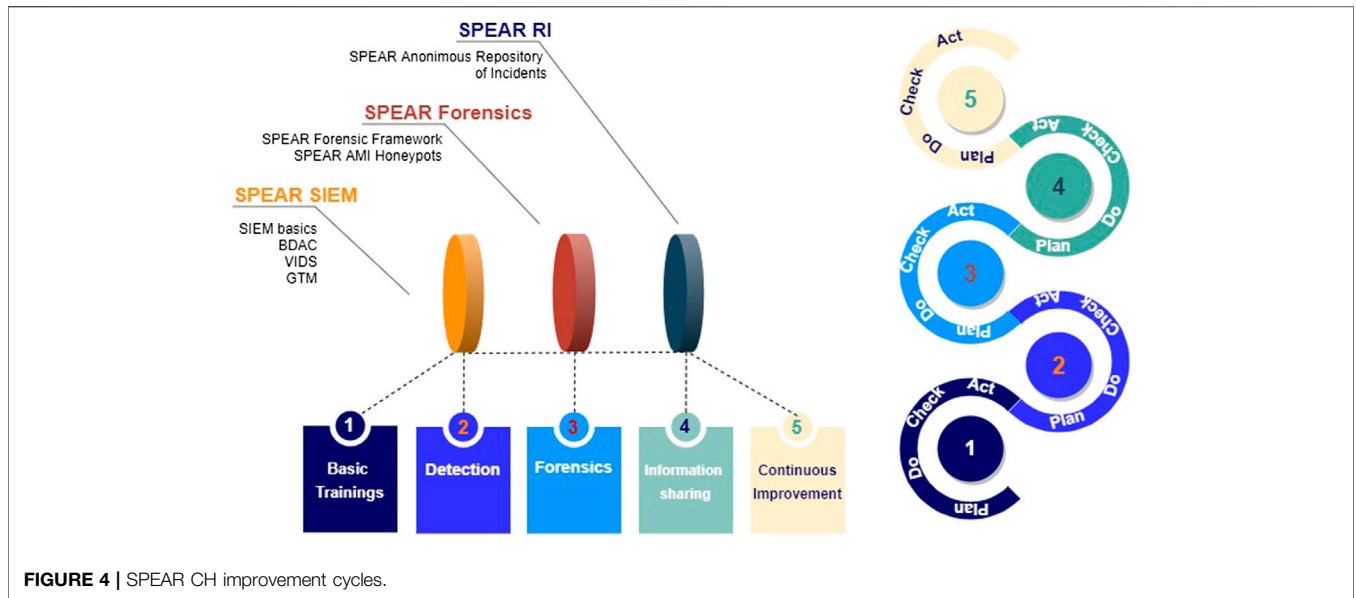 SPEAR RI
SPEAR Anonimous Repository
of Incidents
SPEAR Forensics
SPEAR Forensic Framework
SPEAR AMI Honeypots
SPEAR SIEM
SIEM basics
BDAC
VIDS
GTM
1
Basic
Trainings
2
Detection
3
Forensics
4
Information
sharing
5
Continuous
Improvement
Act
Check
5
Do
Plan
Act
Check
4
Do
Plan
Act
Check
3
Do
Plan
Act
Check
2
Do
Plan
Act
Check
1
Do
Plan
FIGURE 4 | SPEAR CH improvement cycles.